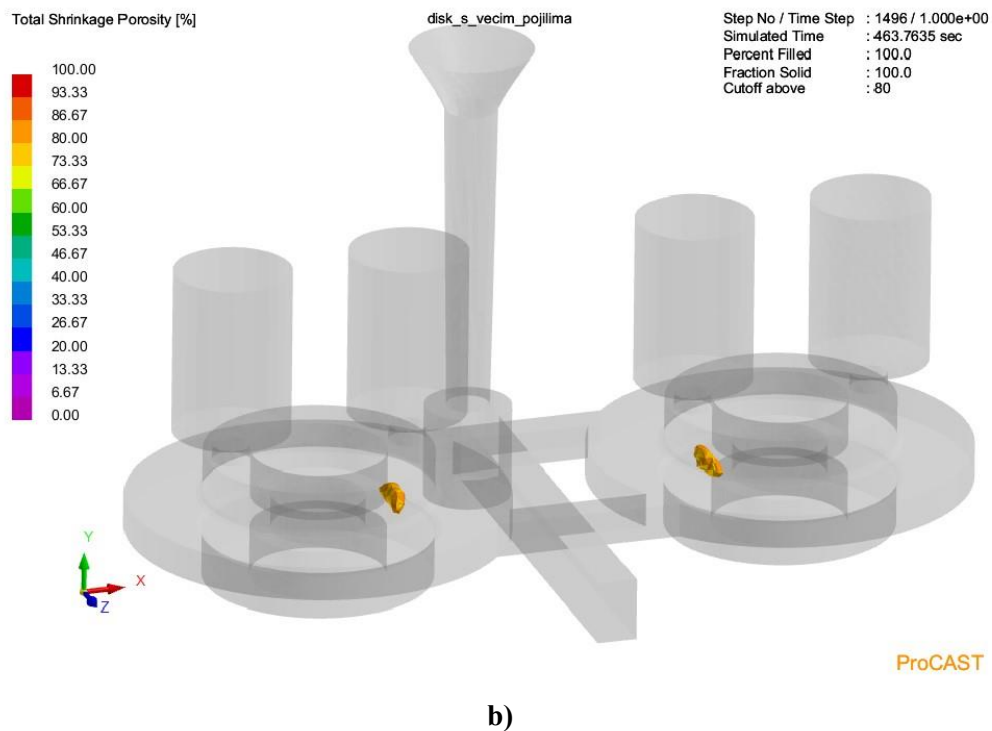 Total Shrinkage Porosity [%]
disk_s_vecim_pojilima
Step No / Time Step : 1496 / 1.000e+00
Simulated Time : 463.7635 sec
Percent Filled : 100.0
Fraction Solid : 100.0
Cutoff above : 80
100.00
93.33
86.67
80.00
73.33
66.67
60.00
53.33
46.67
40.00
33.33
26.67
20.00
13.33
6.67
0.00
Y
X
Z
ProCAST
b)